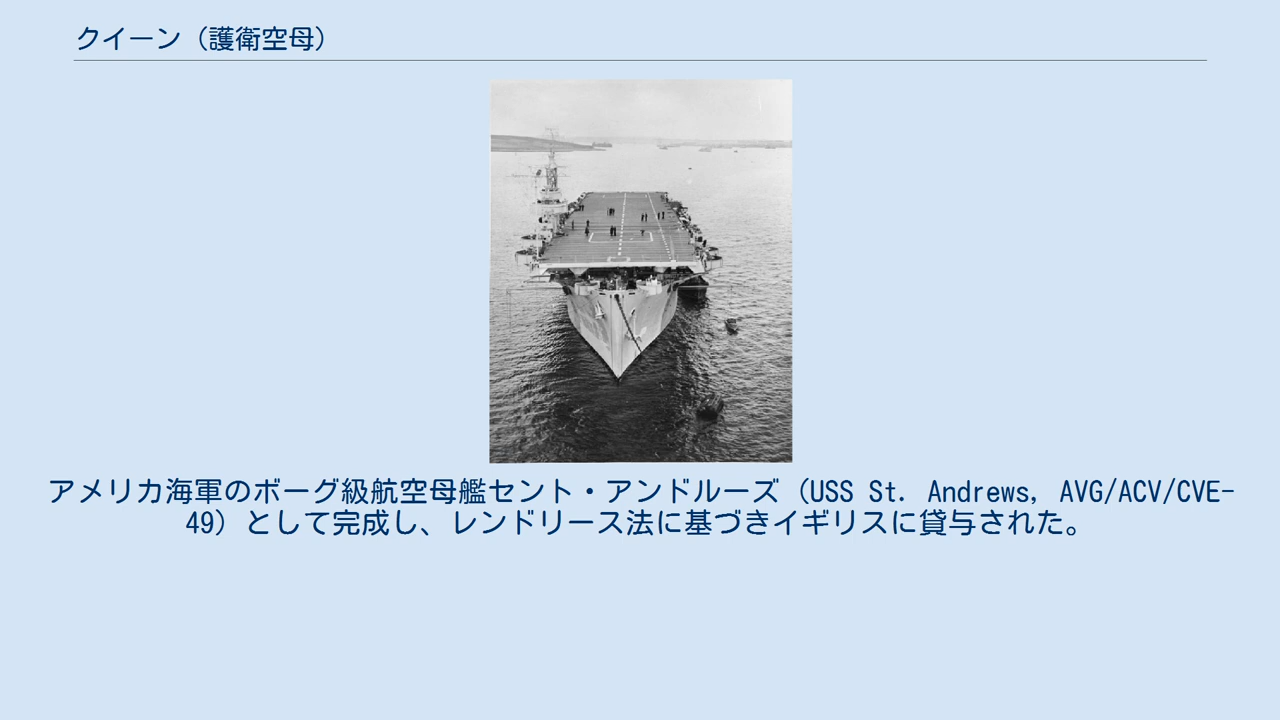 クイーン（護衛空母）
アメリカ海軍のボーグ級航空母艦セント・アンドルーズ（USS St. Andrews, AVG/ACV/CVE-
49）として完成し、レンドリース法に基づきイギリスに貸与された。